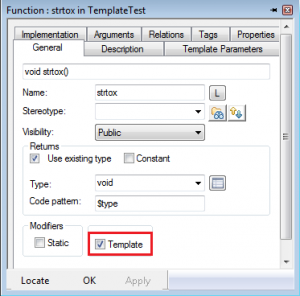 Function : strtox in TemplateTest
Implementation Arguments Relations Tags Properties
General Description Template Parameters
void strtox()
Name: strtox L
Stereotype:
Visibility: Public
Returns
Use existing type Constant
Type: void
Code pattern: $type
Modifiers
Static Template
Locate OK Apply